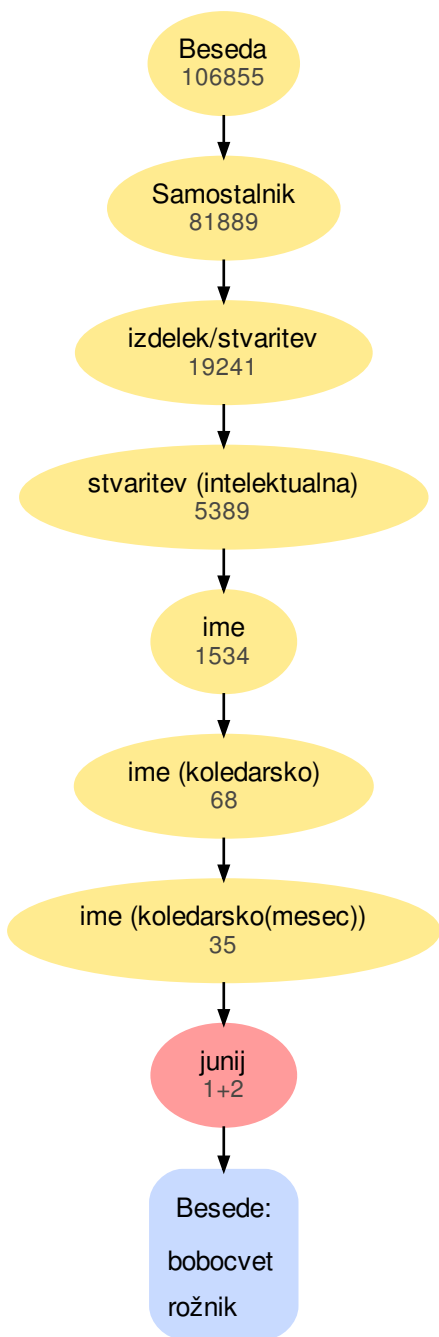 Beseda
106855
Samostalnik
81889
izdelek/stvaritev
19241
stvaritev (intelektualna)
5389
ime
1534
ime (koledarsko)
68
ime (koledarsko(mesec))
35
junij
1+2
Besede:
bobocvet
rožnik